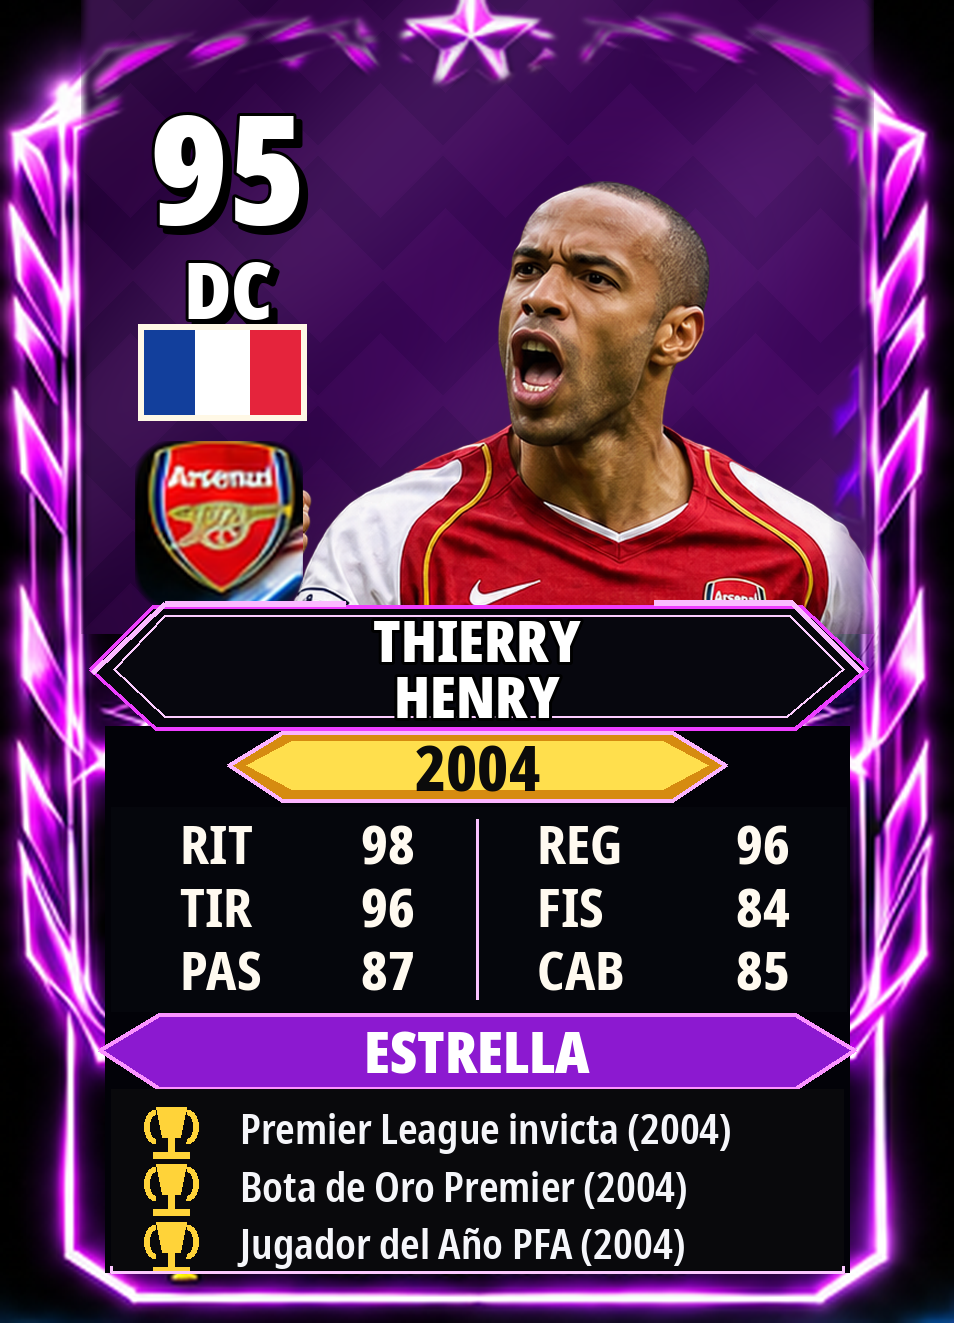 95
DC
Arsenal
Arsenal
THIERRY
HENRY
2004
RIT 98
REG 96
TIR 96
FIS 84
PAS 87
CAB 85
ESTRELLA
Premier League invicta (2004)
Bota de Oro Premier (2004)
Jugador del Año PFA (2004)